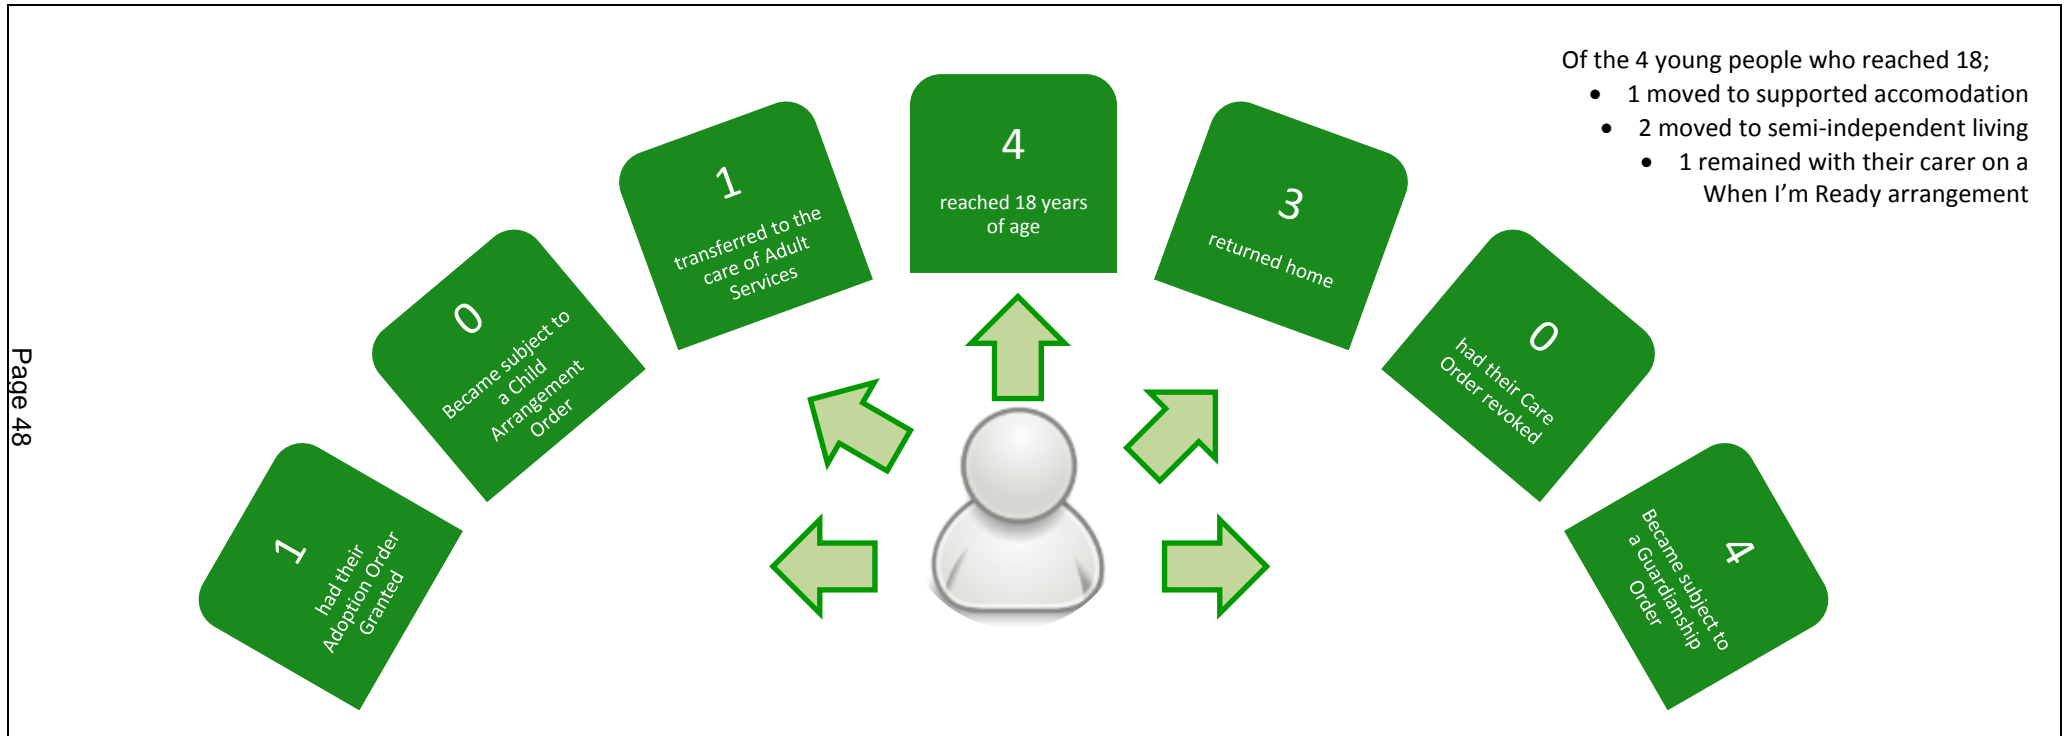 Of the 4 young people who reached 18;
• 1 moved to supported accomodation
• 2 moved to semi-independent living
• 1 remained with their carer on a
When I'm Ready arrangement
1
had their
Adoption Order
Granted
0
Became subject to
a Child
Arrangement
Order
1
transferred to the
care of Adult
Services
4
reached 18 years
of age
3
returned home
0
had their Care
Order revoked
4
Became subject to
a Guardianship
Order
Page 48